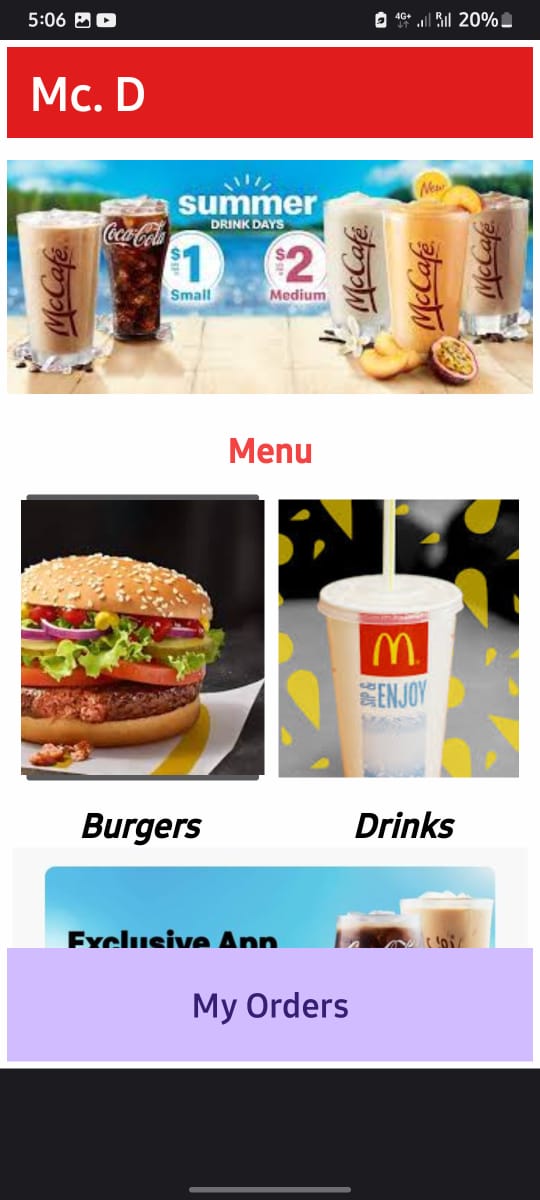 5:06
4G+
R
20%
Mc. D
summer
DRINK DAYS
$1
Small
$2
Medium
New
McCafé
Coca-Cola
McCafé
McCafé
McCafé
Menu
M
SIP &
ENJOY
Burgers
Drinks
Exclusive App
My Orders